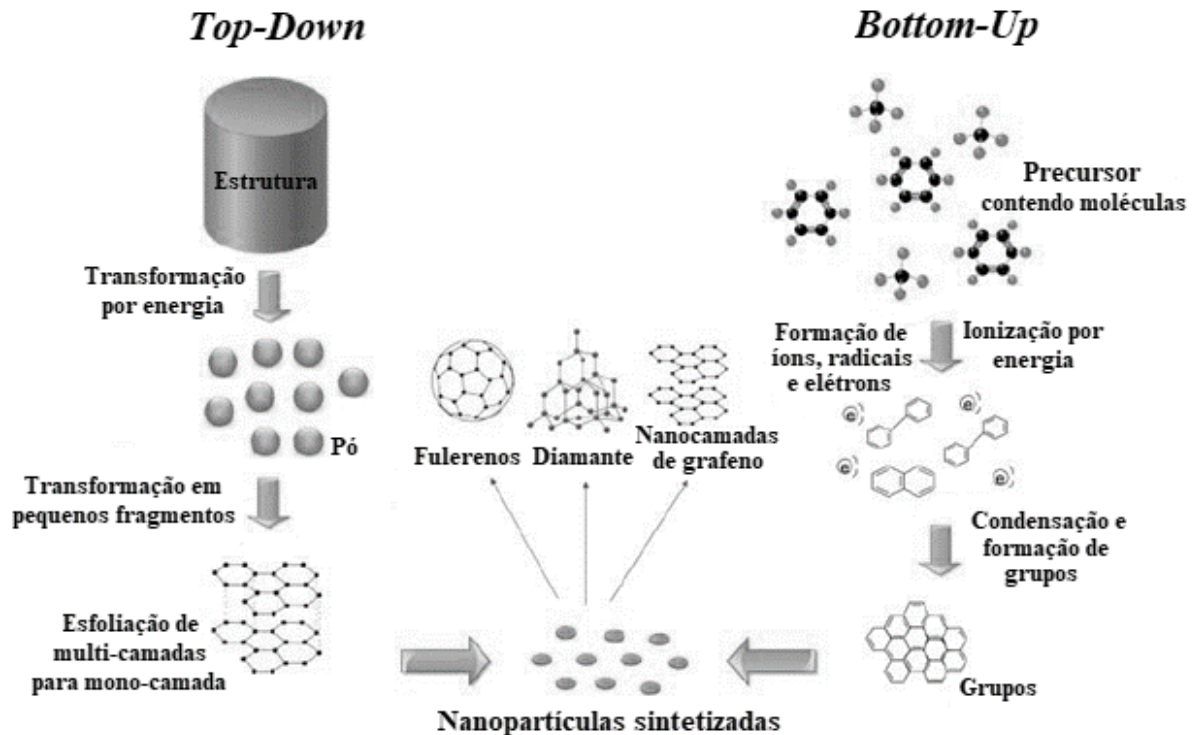 Top-Down
Bottom-Up
Estrutura
Transformação
por energia
Pó
Transformação em
pequenos fragmentos
Esfoliação de
multi-camadas
para mono-camada
Fulerenos
Diamante
Nanocamadas
de grafeno
Nanopartículas sintetizadas
Precursor
contendo moléculas
Formação de
íons, radicais
e elétrons
Ionização por
energia
e
e
e
e
Condensação e
formação de
grupos
Grupos